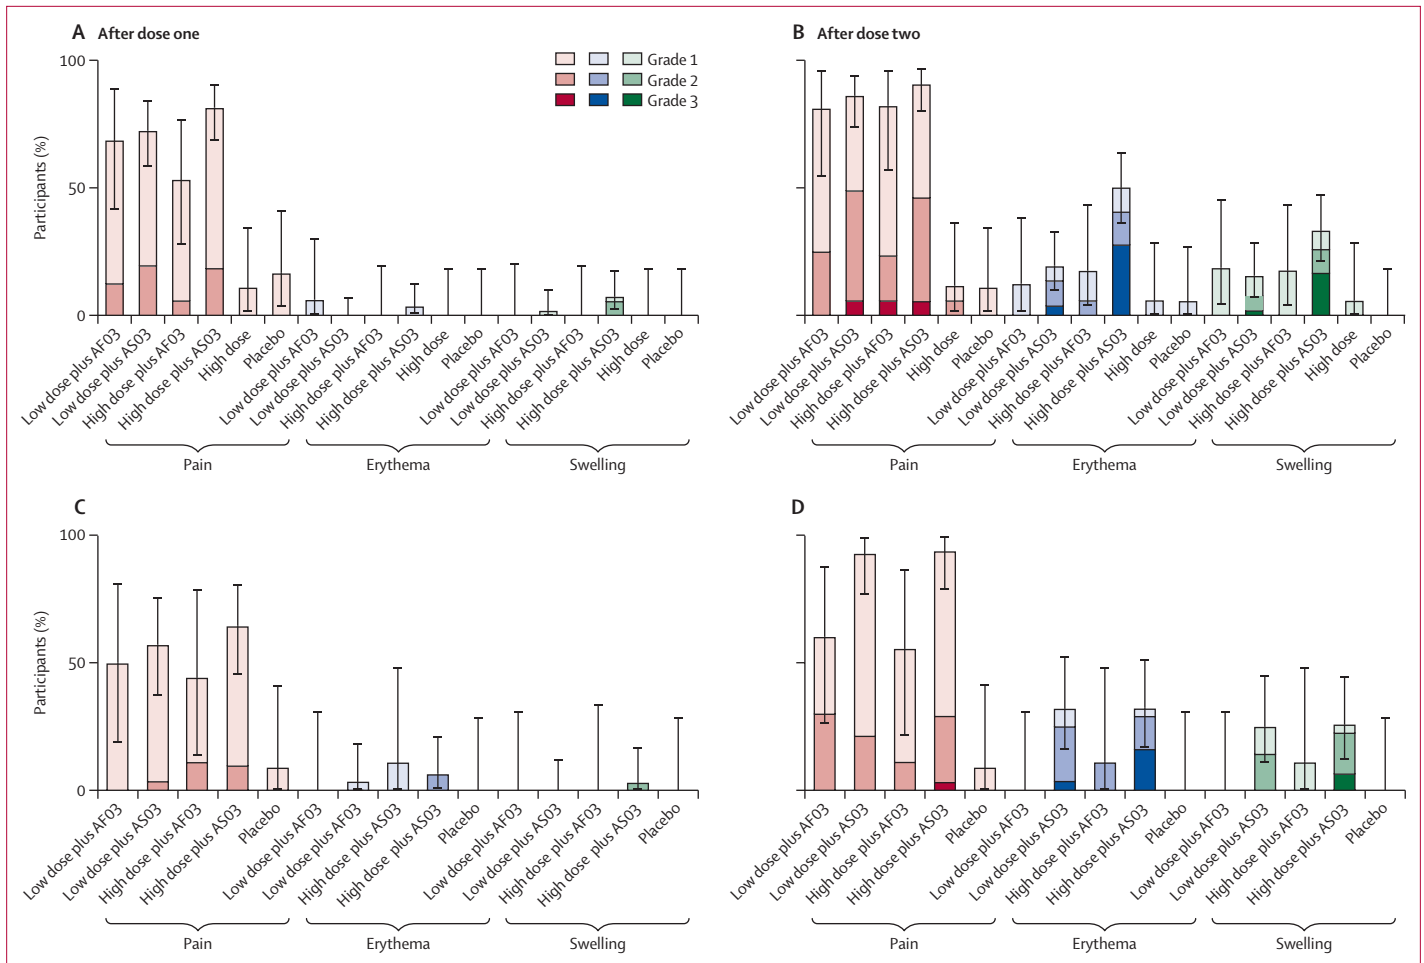 A After dose one
Grade 1
Grade 2
Grade 3
100
50
0
Participants (%)
Low dose plus AF03
Low dose plus AS03
High dose plus AF03
High dose plus AS03
High dose
Placebo
Low dose plus AF03
Low dose plus AS03
High dose plus AF03
High dose plus AS03
High dose
Placebo
Low dose plus AF03
Low dose plus AS03
High dose plus AF03
High dose plus AS03
High dose
Placebo
Pain
Erythema
Swelling
B After dose two
Low dose plus AF03
Low dose plus AS03
High dose plus AF03
High dose plus AS03
High dose
Placebo
Low dose plus AF03
Low dose plus AS03
High dose plus AF03
High dose plus AS03
High dose
Placebo
Low dose plus AF03
Low dose plus AS03
High dose plus AF03
High dose plus AS03
High dose
Placebo
Pain
Erythema
Swelling
C
100
50
0
Participants (%)
Low dose plus AF03
Low dose plus AS03
High dose plus AF03
High dose plus AS03
Placebo
Low dose plus AF03
Low dose plus AF03
High dose plus AS03
High dose plus AS03
Placebo
Low dose plus AF03
Low dose plus AS03
High dose plus AF03
High dose plus AS03
Placebo
Pain
Erythema
Swelling
D
Low dose plus AF03
Low dose plus AS03
High dose plus AF03
High dose plus AS03
Placebo
Low dose plus AF03
Low dose plus AS03
High dose plus AF03
High dose plus AS03
Placebo
Low dose plus AF03
Low dose plus AS03
High dose plus AF03
High dose plus AS03
Placebo
Pain
Erythema
Swelling